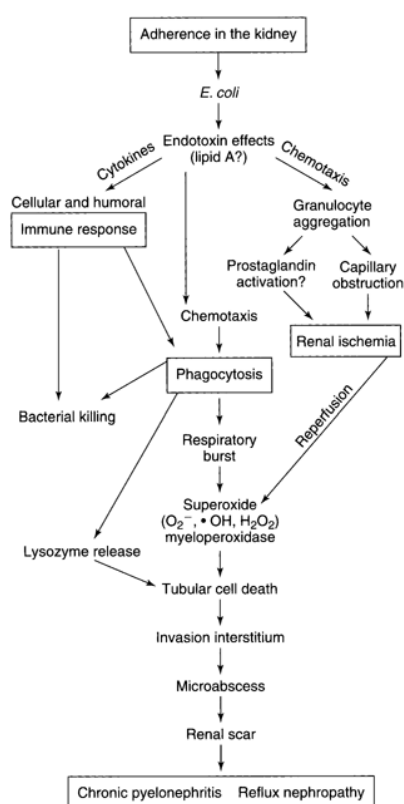 Adherence in the kidney
E. coli
Endotoxin effects
(lipid A?)
Cytokines
Chemotaxis
Cellular and humoral
Immune response
Granulocyte
aggregation
Prostaglandin
activation?
Capillary
obstruction
Chemotaxis
Renal ischemia
Phagocytosis
Bacterial killing
Reperfusion
Respiratory
burst
Superoxide
(O₂⁻, • OH, H₂O₂)
myeloperoxidase
Lysozyme release
Tubular cell death
Invasion interstitium
Microabscess
Renal scar
Chronic pyelonephritis Reflux nephropathy